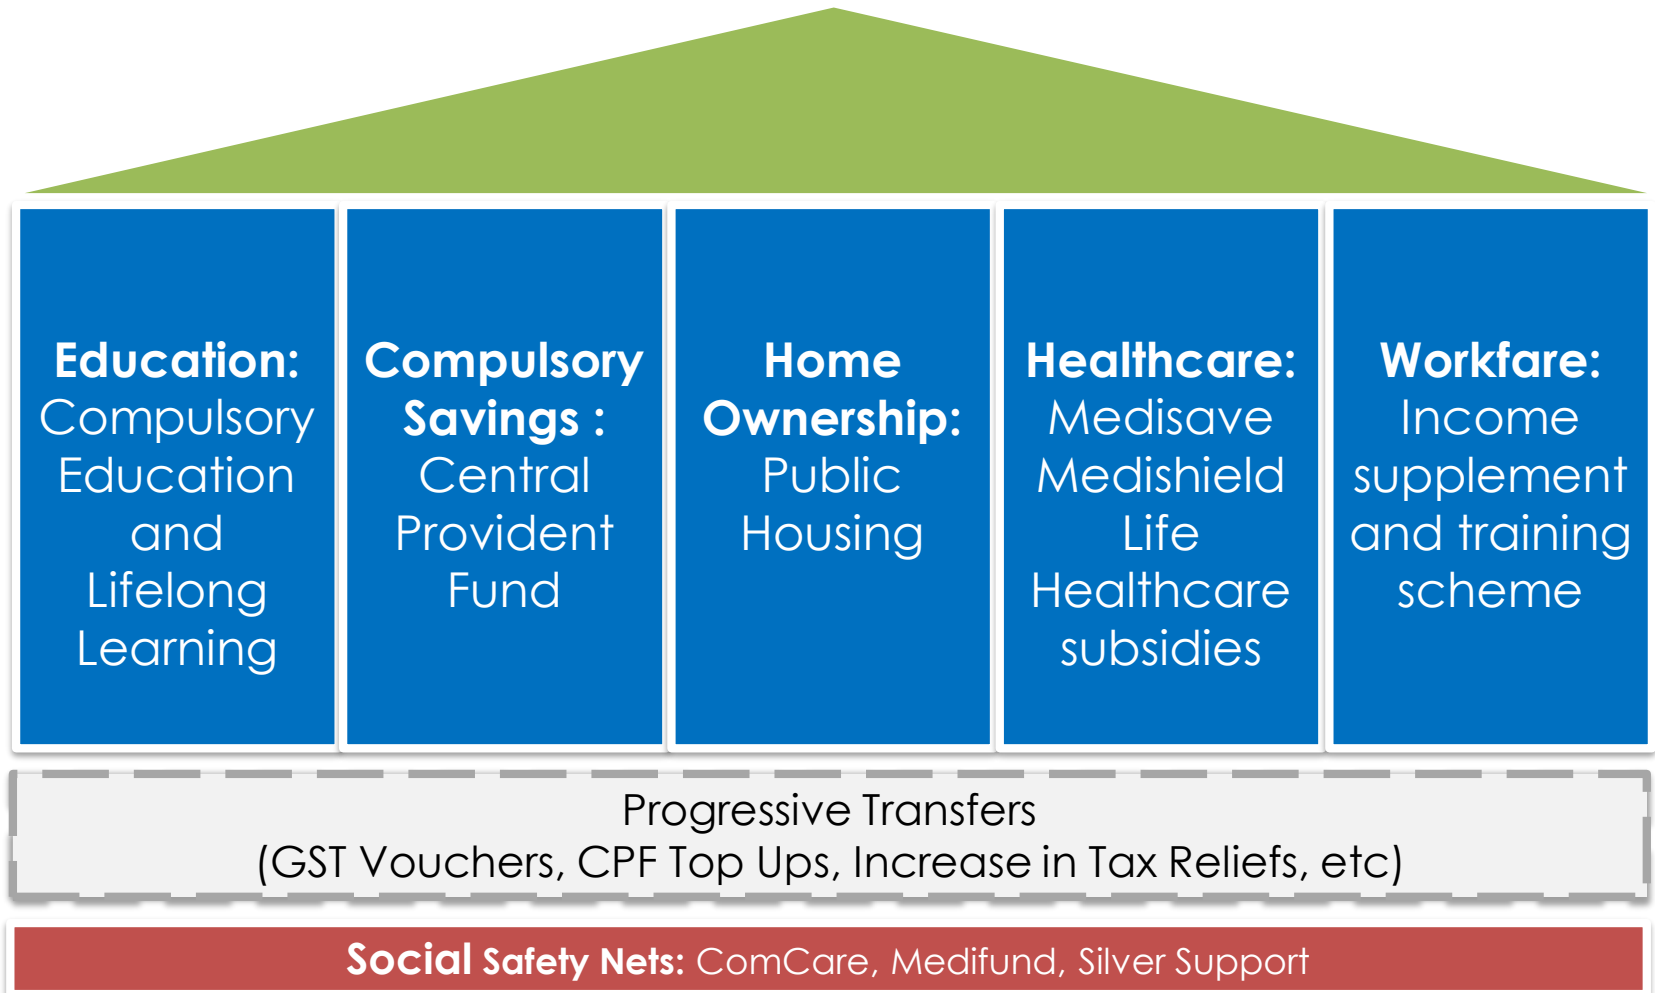 Education:
Compulsory
Education
and
Lifelong
Learning
Compulsory
Savings :
Central
Provident
Fund
Home
Ownership:
Public
Housing
Healthcare:
Medisave
Medishield
Life
Healthcare
subsidies
Workfare:
Income
supplement
and training
scheme
Progressive Transfers
(GST Vouchers, CPF Top Ups, Increase in Tax Reliefs, etc)
Social Safety Nets: ComCare, Medifund, Silver Support